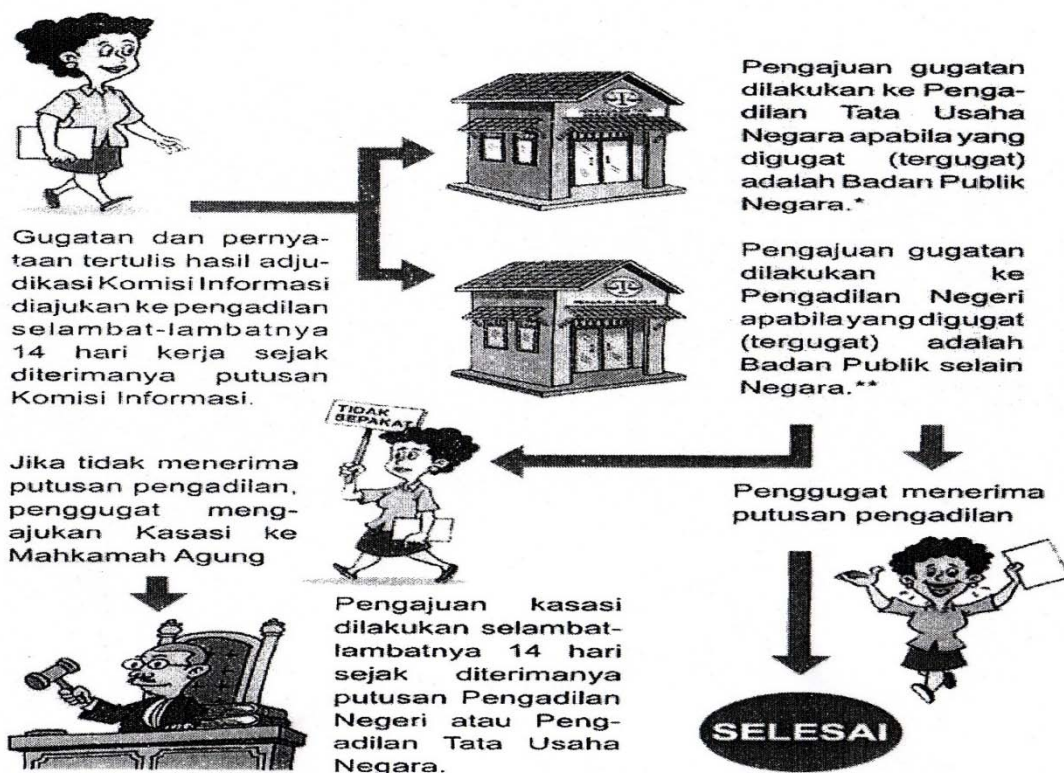 Gugatan dan pernya-
taan tertulis hasil adju-
dikasi Komisi Informasi
diajukan ke pengadilan
selambat-lambatnya
14 hari kerja sejak
diterimanya putusan
Komisi Informasi.
Pengajuan gugatan
dilakukan ke Penga-
dilan Tata Usaha
Negara apabila yang
digugat (tergugat)
adalah Badan Publik
Negara.*
Pengajuan gugatan
dilakukan ke
Pengadilan Negeri
apabila yang digugat
(tergugat) adalah
Badan Publik selain
Negara.**
TIDAK
SEPAKAT
Jika tidak menerima
putusan pengadilan,
penggugat meng-
ajukan Kasasi ke
Mahkamah Agung
Pengajuan kasasi
dilakukan selambat-
lambatnya 14 hari
sejak diterimanya
putusan Pengadilan
Negeri atau Peng-
adilan Tata Usaha
Negara.
Penggugat menerima
putusan pengadilan
SELESAI